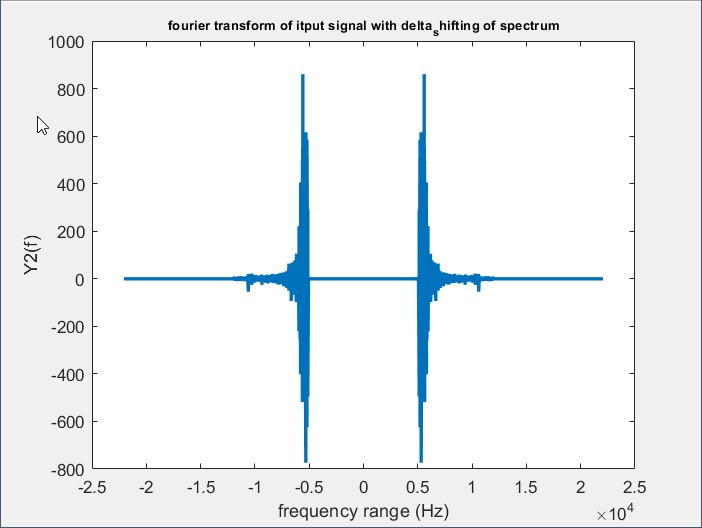 fourier transform of itput signal with delta_shifting of spectrum
1000
800
600
400
200
0
-200
-400
-600
-800
Y2(f)
-2.5 -2 -1.5 -1 -0.5 0 0.5 1 1.5 2 2.5
frequency range (Hz) ×10^4